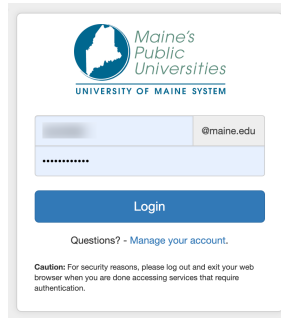 Maine's
Public
Universities
UNIVERSITY OF MAINE SYSTEM
@maine.edu
••••••••••••
Login
Questions? - Manage your account.
Caution: For security reasons, please log out and exit your web
browser when you are done accessing services that require
authentication.